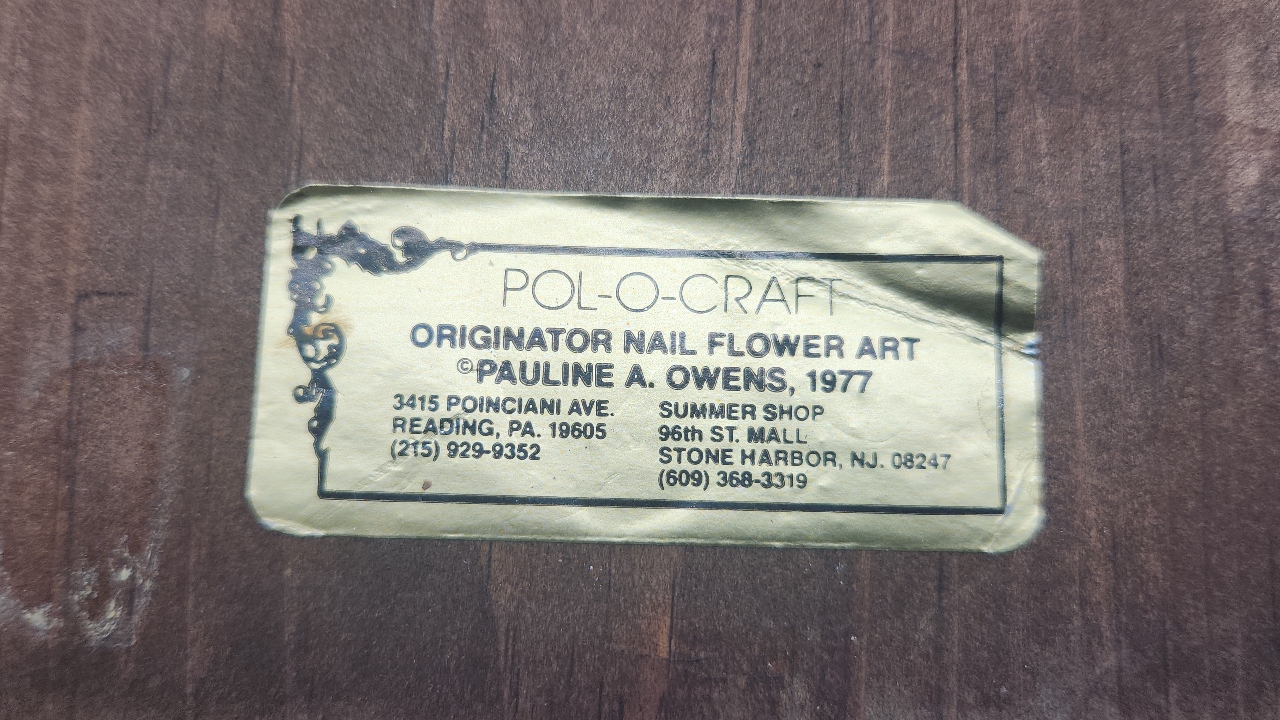 POL-O-CRAFT
ORIGINATOR NAIL FLOWER ART
©PAULINE A. OWENS, 1977
3415 POINCIANI AVE.
READING, PA. 19605
(215) 929-9352
SUMMER SHOP
96th ST. MALL
STONE HARBOR, NJ. 08247
(609) 368-3319